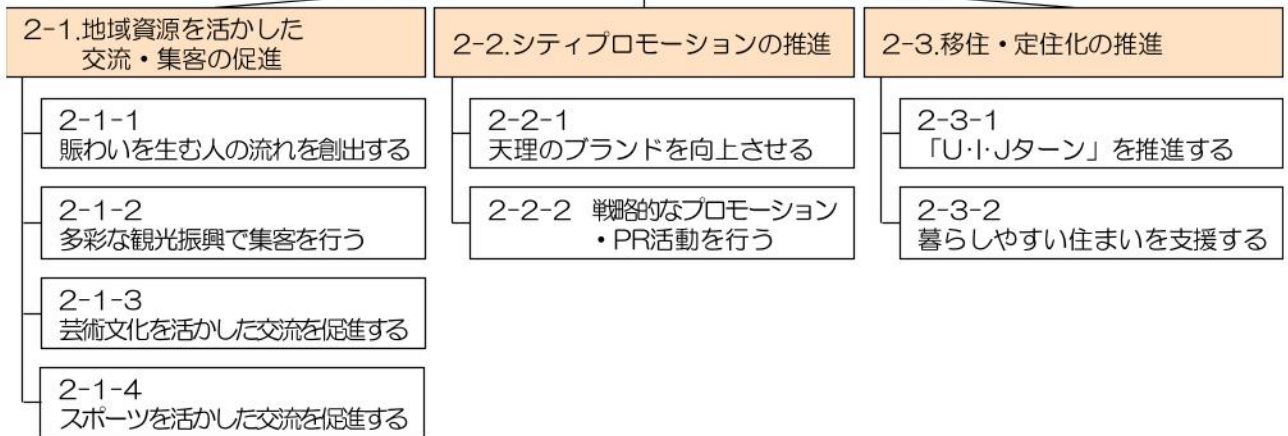 2-1.地域資源を活かした
交流・集客の促進
2-1-1
賑わいを生む人の流れを創出する
2-1-2
多彩な観光振興で集客を行う
2-1-3
芸術文化を活かした交流を促進する
2-1-4
スポーツを活かした交流を促進する
2-2.シティプロモーションの推進
2-2-1
天理のブランドを向上させる
2-2-2 戦略的なプロモーション
・PR活動を行う
2-3.移住・定住化の推進
2-3-1
「U・I・Jターン」を推進する
2-3-2
暮らしやすい住まいを支援する